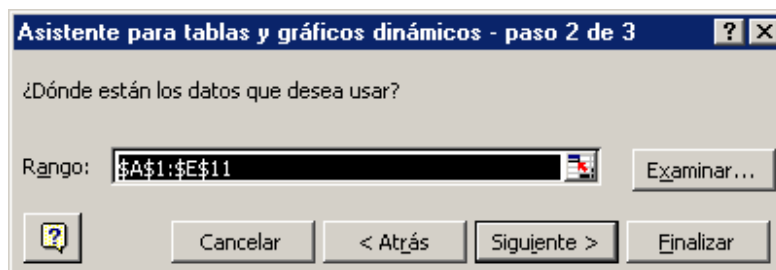 Asistente para tablas y gráficos dinámicos - paso 2 de 3
¿Dónde están los datos que desea usar?
Rango: $A$1:$E$11 Examinar...
Cancelar < Atrás Siguiente > Finalizar